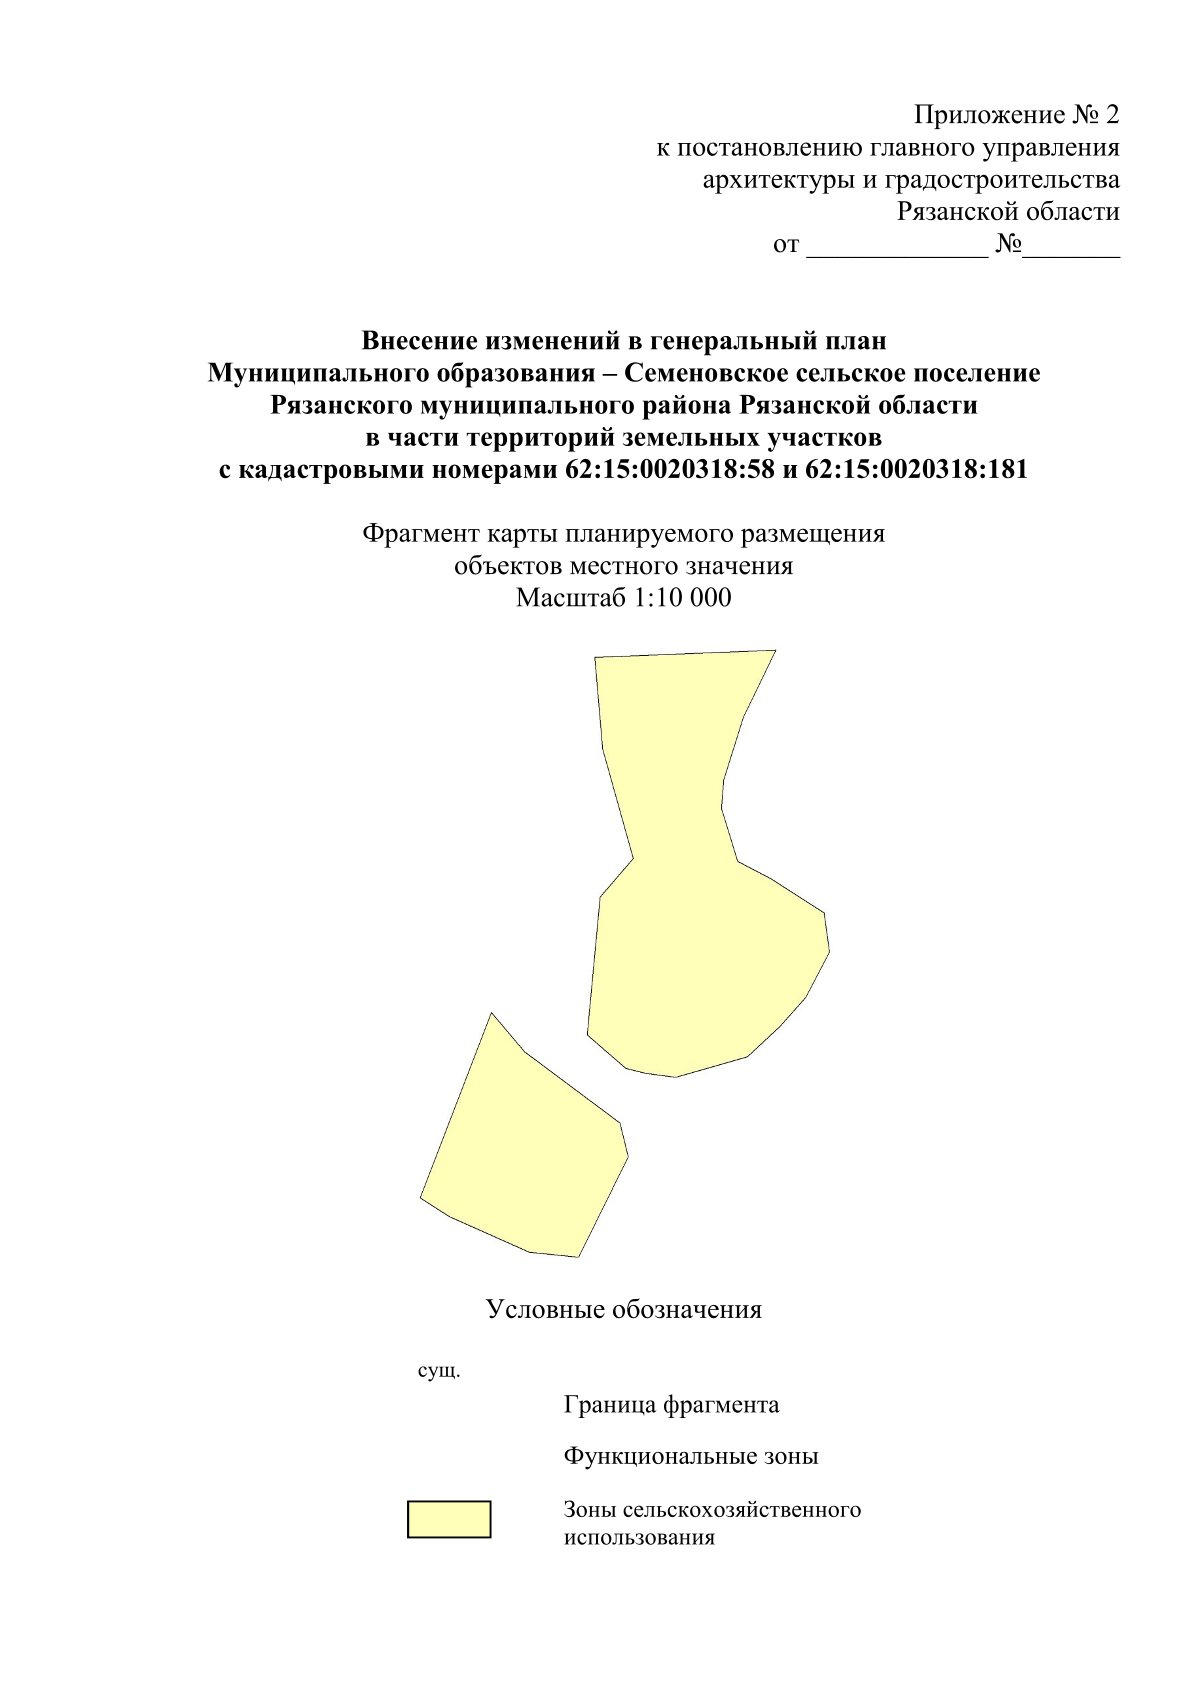 Приложение № 2
к постановлению главного управления
архитектуры и градостроительства
Рязанской области
от _____________ №_______
Внесение изменений в генеральный план
Муниципального образования – Семеновское сельское поселение
Рязанского муниципального района Рязанской области
в части территорий земельных участков
с кадастровыми номерами 62:15:0020318:58 и 62:15:0020318:181
Фрагмент карты планируемого размещения
объектов местного значения
Масштаб 1:10 000
Условные обозначения
сущ.
Граница фрагмента
Функциональные зоны
Зоны сельскохозяйственного
использования